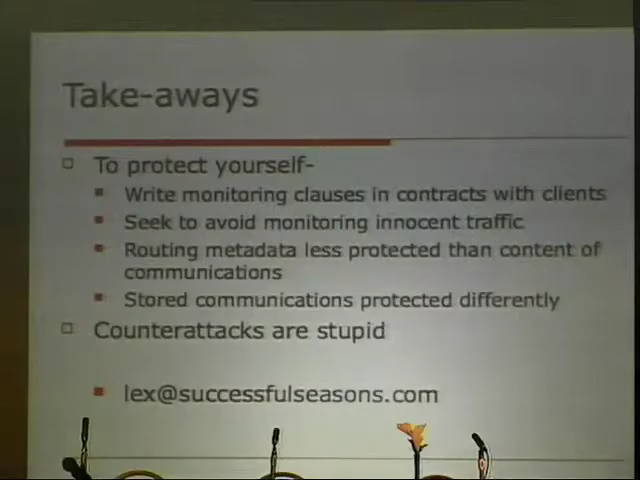 Take-aways
To protect yourself-
Write monitoring clauses in contracts with clients
Seek to avoid monitoring innocent traffic
Routing metadata less protected than content of
communications
Stored communications protected differently
Counterattacks are stupid
lex@successfulseasons.com